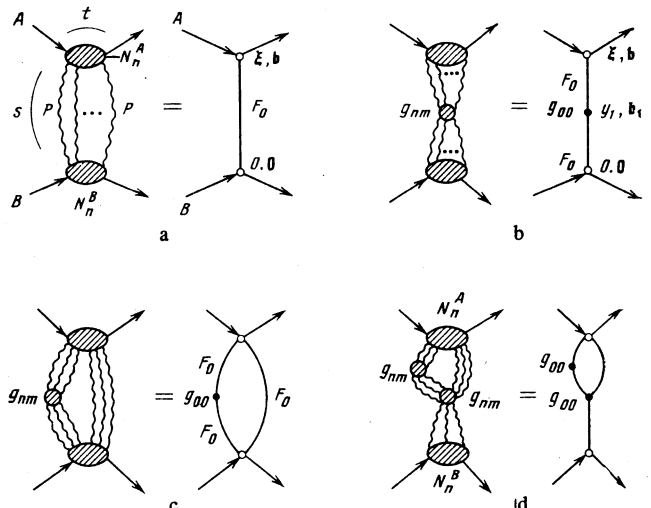 A
t
N_n^A
s
P
...
P
=
F_0
ξ, b
0.0
B
N_n^B
B
a
A
...
g_nm
...
=
ξ, b
F_0
g_00
y_1, b_1
F_0
0.0
b
g_nm
=
F_0
g_00
F_0
F_0
c
N_n^A
g_nm
g_nm
N_n^B
=
g_00
g_00
d